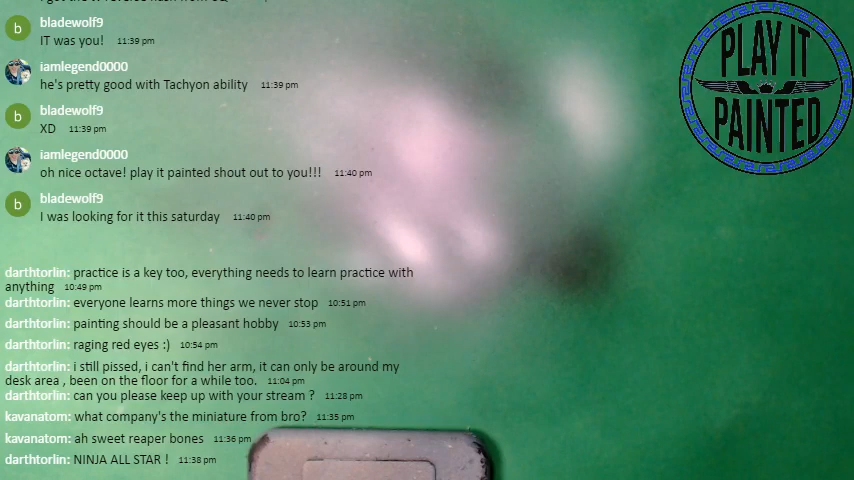 bladewolf9
b
IT was you! 11:39 pm
iamlegend0000
he's pretty good with Tachyon ability 11:39 pm
bladewolf9
b
XD 11:39 pm
iamlegend0000
oh nice octave! play it painted shout out to you!!! 11:40 pm
bladewolf9
b
I was looking for it this saturday 11:40 pm
darthtorlin: practice is a key too, everything needs to learn practice with
anything 10:49 pm
darthtorlin: everyone learns more things we never stop 10:51 pm
darthtorlin: painting should be a pleasant hobby 10:53 pm
darthtorlin: raging red eyes :) 10:54 pm
darthtorlin: i still pissed, i can't find her arm, it can only be around my
desk area , been on the floor for a while too. 11:04 pm
darthtorlin: can you please keep up with your stream ? 11:28 pm
kavanatom: what company's the miniature from bro? 11:35 pm
kavanatom: ah sweet reaper bones 11:36 pm
darthtorlin: NINJA ALL STAR ! 11:38 pm
PLAY IT
PAINTED